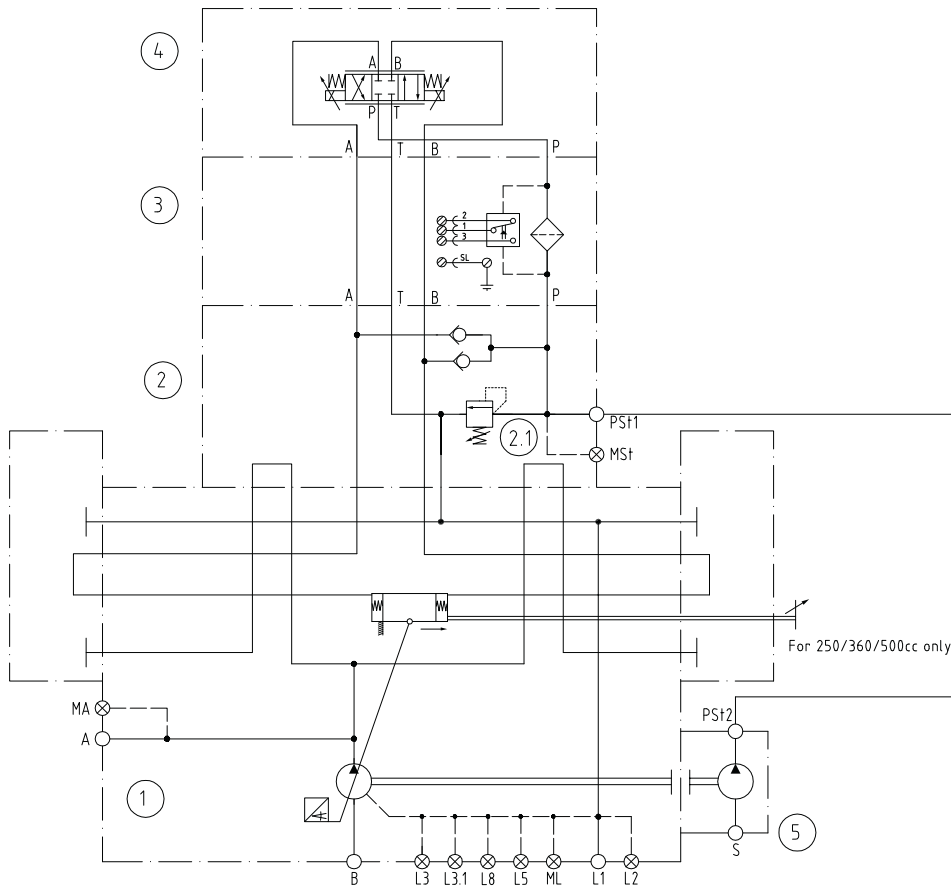 4
A B
P T
A T B P
3
2
1
3
SL
A T B P
2
PSt1
2.1
MSt
For 250/360/500cc only
MA
PSt2
A
1
5
S
B L3 L3.1 L8 L5 ML L1 L2